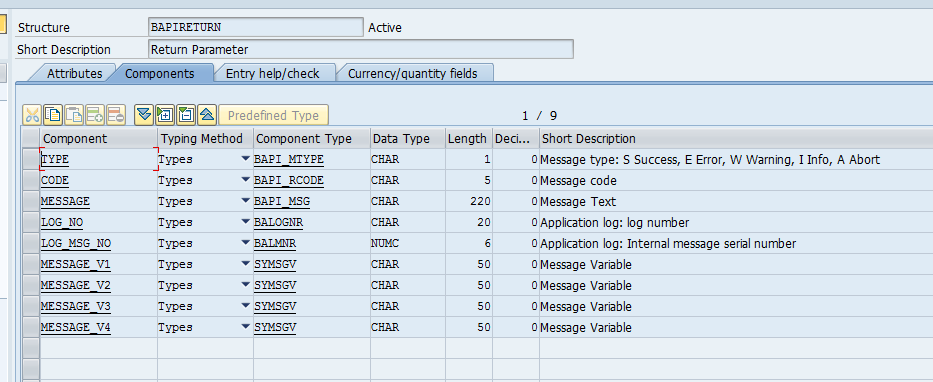 Structure BAPIRETURN Active
Short Description Return Parameter
Attributes Components Entry help/check Currency/quantity fields
Predefined Type 1 / 9
Component Typing Method Component Type Data Type Length Deci... Short Description
TYPE Types BAPI_MTYPE CHAR 1 0 Message type: S Success, E Error, W Warning, I Info, A Abort
CODE Types BAPI_RCODE CHAR 5 0 Message code
MESSAGE Types BAPI_MSG CHAR 220 0 Message Text
LOG_NO Types BALOGNR CHAR 20 0 Application log: log number
LOG_MSG_NO Types BALMNR NUMC 6 0 Application log: Internal message serial number
MESSAGE_V1 Types SYMSGV CHAR 50 0 Message Variable
MESSAGE_V2 Types SYMSGV CHAR 50 0 Message Variable
MESSAGE_V3 Types SYMSGV CHAR 50 0 Message Variable
MESSAGE_V4 Types SYMSGV CHAR 50 0 Message Variable